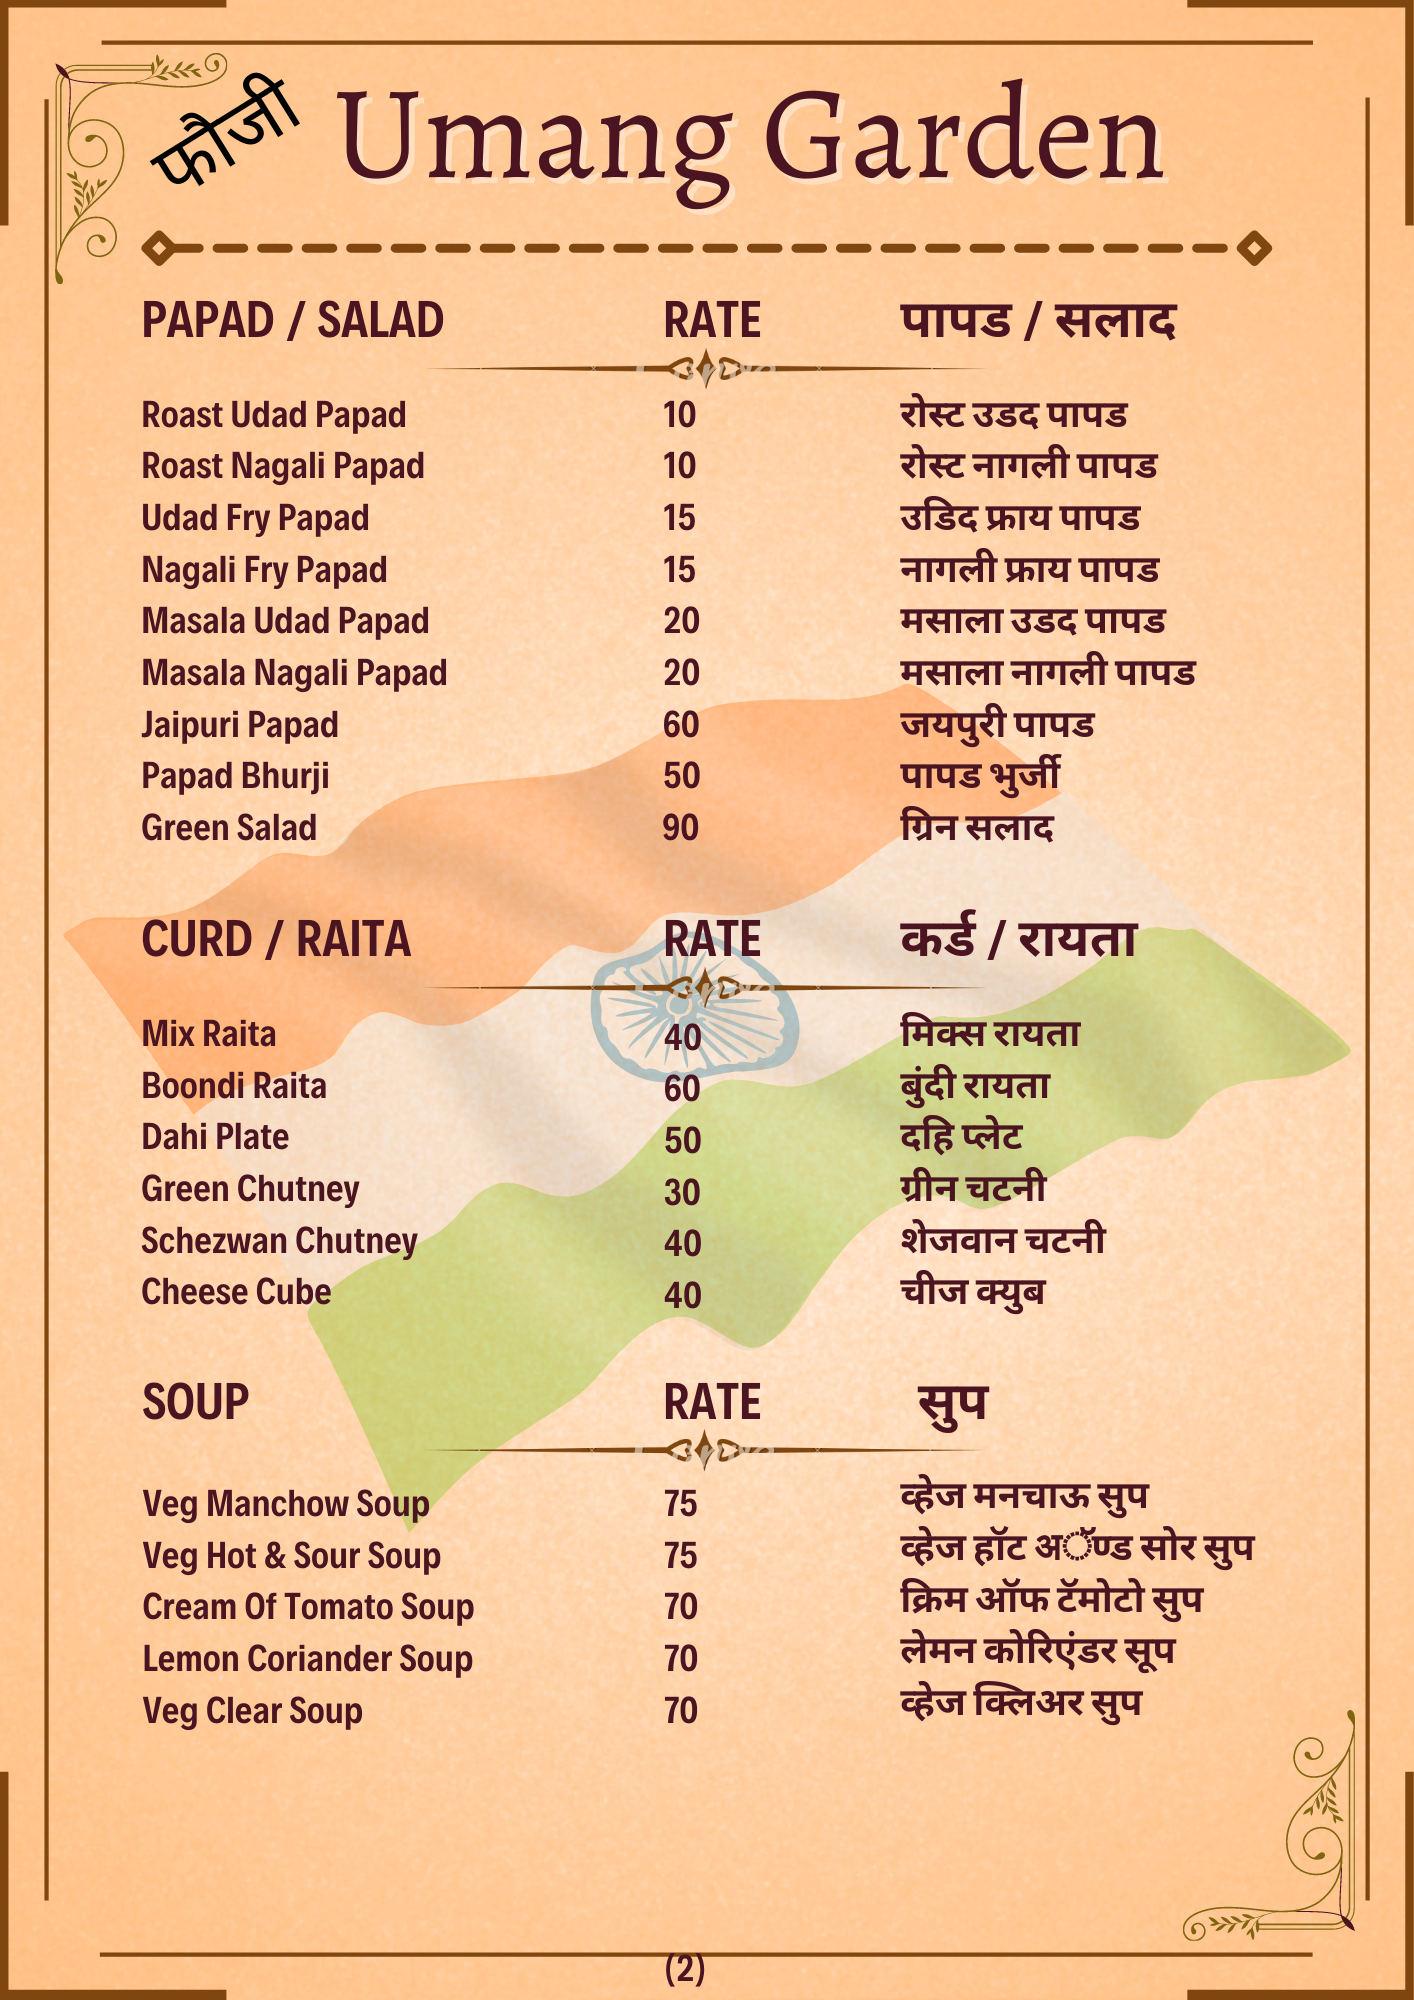 फौजी Umang Garden
PAPAD / SALAD RATE पापड / सलाद
Roast Udad Papad 10 रोस्ट उडद पापड
Roast Nagali Papad 10 रोस्ट नागली पापड
Udad Fry Papad 15 उडिद फ्राय पापड
Nagali Fry Papad 15 नागली फ्राय पापड
Masala Udad Papad 20 मसाला उडद पापड
Masala Nagali Papad 20 मसाला नागली पापड
Jaipuri Papad 60 जयपुरी पापड
Papad Bhurji 50 पापड भुर्जी
Green Salad 90 ग्रिन सलाद
CURD / RAITA RATE कर्ड / रायता
Mix Raita 40 मिक्स रायता
Boondi Raita 60 बुंदी रायता
Dahi Plate 50 दहि प्लेट
Green Chutney 30 ग्रीन चटनी
Schezwan Chutney 40 शेजवान चटनी
Cheese Cube 40 चीज क्युब
SOUP RATE सुप
Veg Manchow Soup 75 व्हेज मनचाऊ सुप
Veg Hot & Sour Soup 75 व्हेज हॉट अॅण्ड सोर सुप
Cream Of Tomato Soup 70 क्रिम ऑफ टॅमोटो सुप
Lemon Coriander Soup 70 लेमन कोरिएंडर सूप
Veg Clear Soup 70 व्हेज क्लिअर सुप
(2)